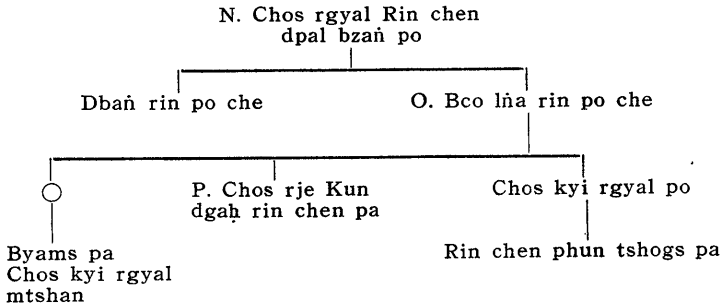 N. Chos rgyal Rin chen
dpal bzaṅ po
Dbaṅ rin po che
O. Bco lṅa rin po che
P. Chos rje Kun
dgaḥ rin chen pa
Chos kyi rgyal po
Byams pa
Chos kyi rgyal
mtshan
Rin chen phun tshogs pa